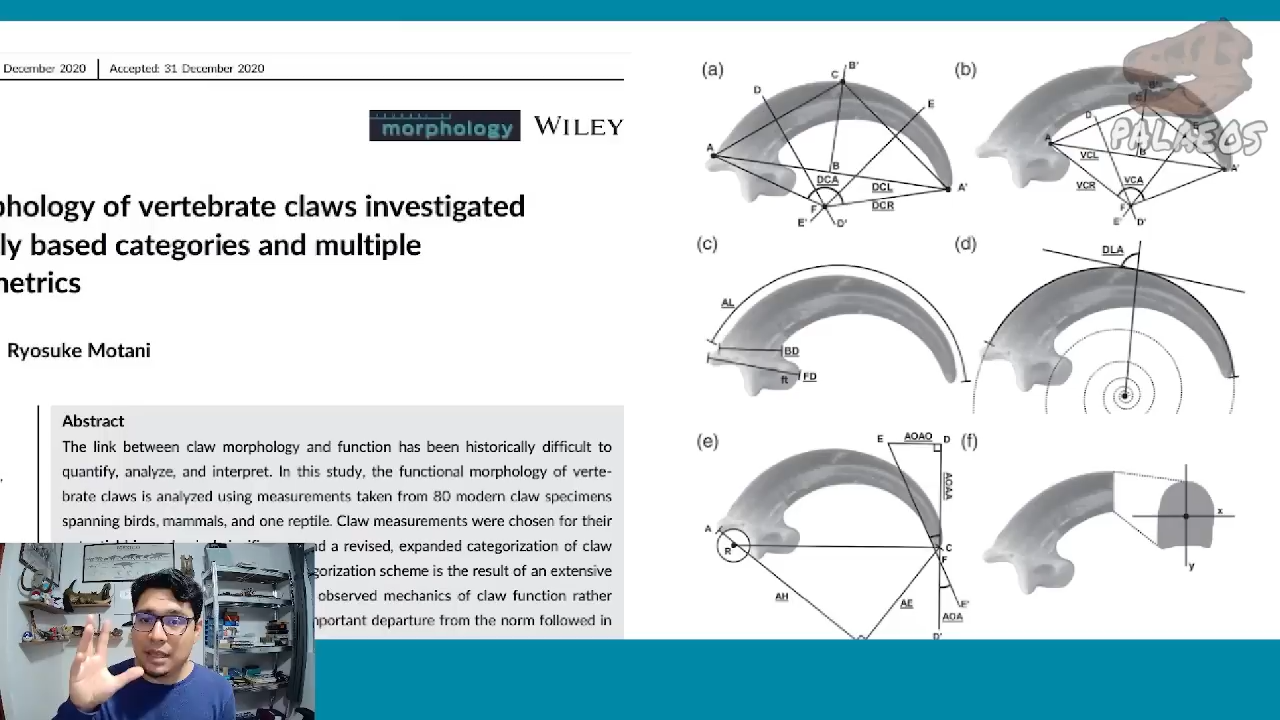 December 2020 | Accepted: 31 December 2020
morphology WILEY
phology of vertebrate claws investigated
ly based categories and multiple
netrics
Ryosuke Motani
Abstract
The link between claw morphology and function has been historically difficult to
quantify, analyze, and interpret. In this study, the functional morphology of verte-
brate claws is analyzed using measurements taken from 80 modern claw specimens
spanning birds, mammals, and one reptile. Claw measurements were chosen for their
d a revised, expanded categorization of claw
gorization scheme is the result of an extensive
observed mechanics of claw function rather
mportant departure from the norm followed in
(a)
A
D
C
B'
E
B
DCA
DCL
DCR
A'
F
E'
D'
(b)
PALAEOS
A
D
C
B'
B
VCL
VCR
VCA
A'
F
E'
D'
(c)
AL
BD
ft
FD
(d)
DLA
(e)
E
AOAO
D
AOAA
A
R
C
F
AH
AE
E'
AOA
D'
(f)
x
y